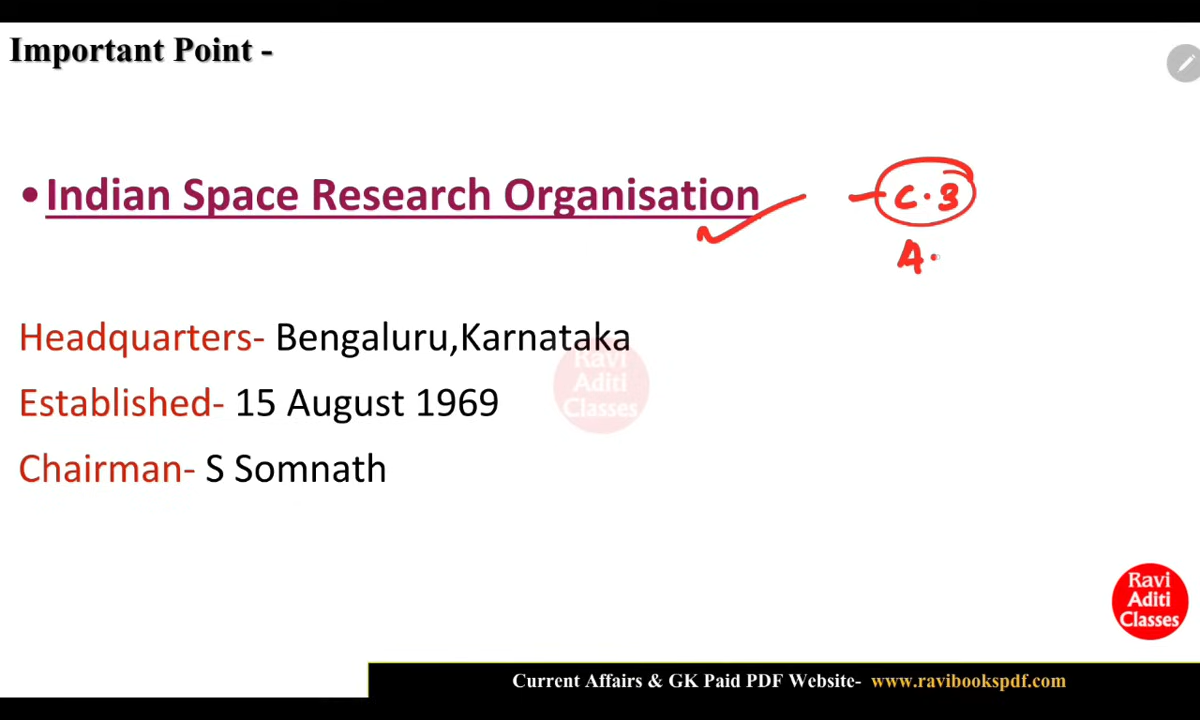 Important Point -
•Indian Space Research Organisation
C.3
A.
Headquarters- Bengaluru,Karnataka
Established- 15 August 1969
Chairman- S Somnath
Ravi
Aditi
Classes
Ravi
Aditi
Classes
Current Affairs & GK Paid PDF Website- www.ravibookspdf.com